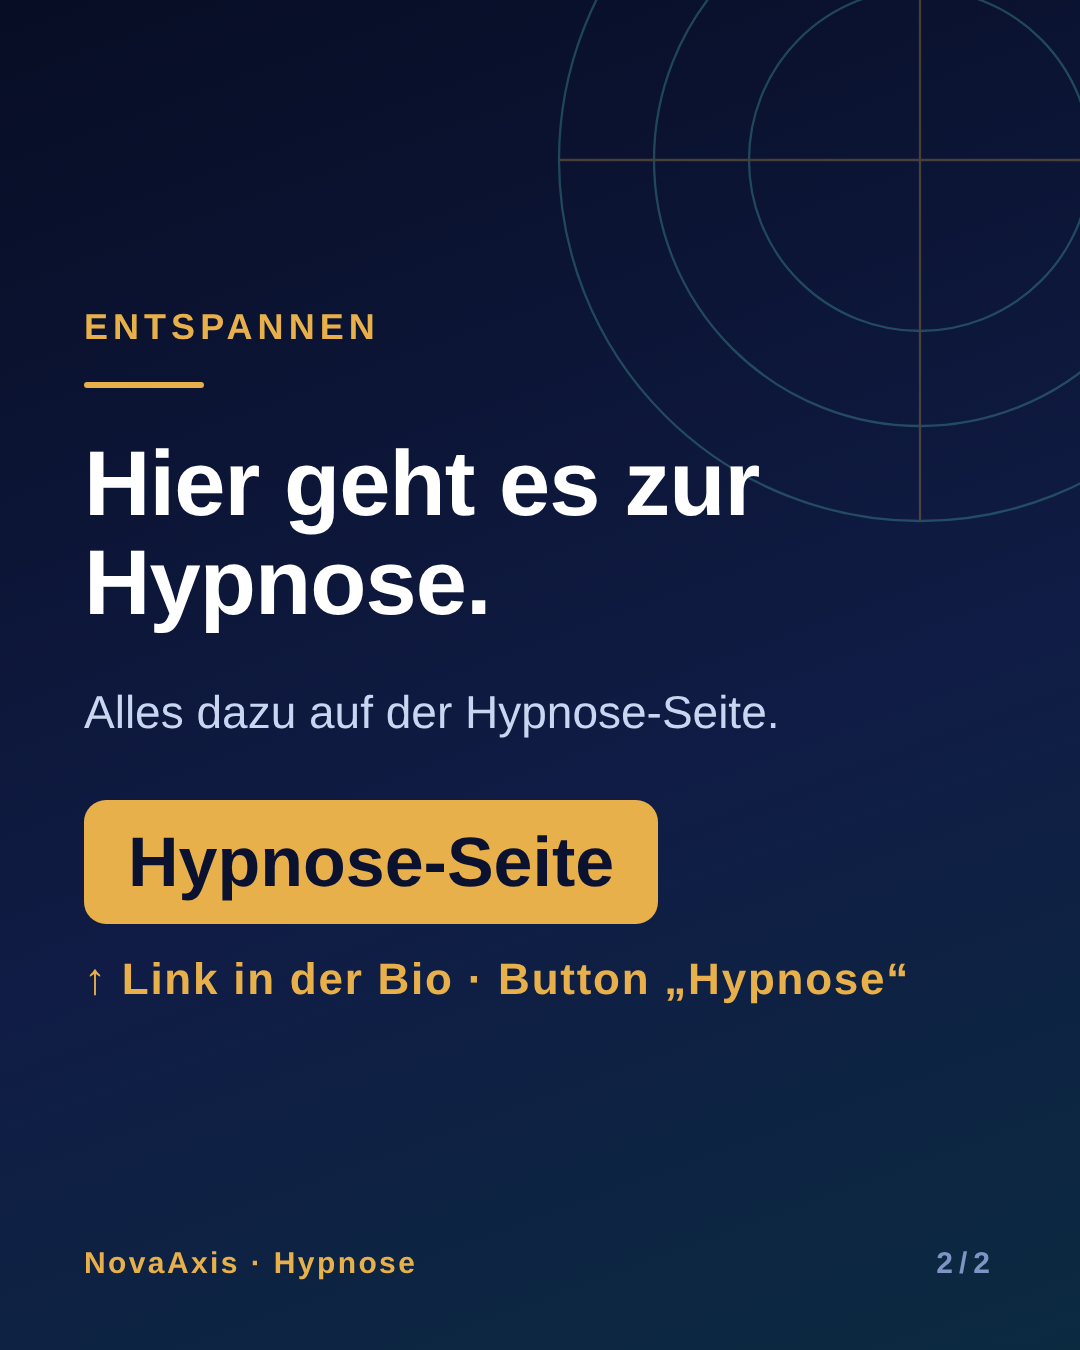 ENTSPANNEN
Hier geht es zur
Hypnose.
Alles dazu auf der Hypnose-Seite.
Hypnose-Seite
↑ Link in der Bio · Button „Hypnose“
NovaAxis · Hypnose
2/2